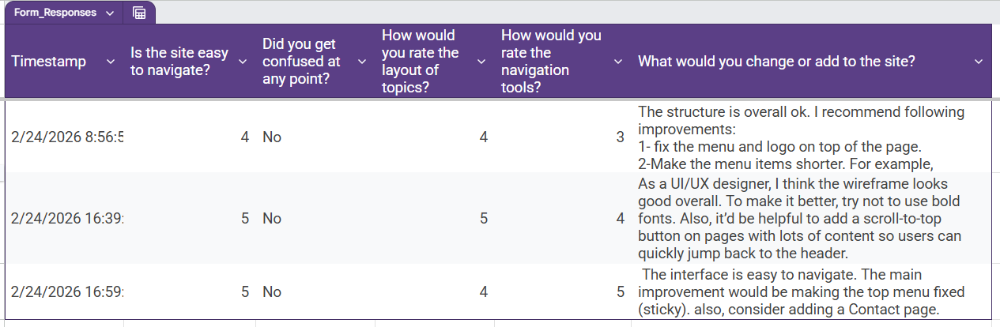 Form_Responses
Timestamp
Is the site easy
to navigate?
Did you get
confused at
any point?
How would
you rate the
layout of
topics?
How would you
rate the
navigation
tools?
What would you change or add to the site?
2/24/2026 8:56:5
4
No
4
3
The structure is overall ok. I recommend following
improvements:
1- fix the menu and logo on top of the page.
2-Make the menu items shorter. For example,
2/24/2026 16:39:
5
No
5
4
As a UI/UX designer, I think the wireframe looks
good overall. To make it better, try not to use bold
fonts. Also, it’d be helpful to add a scroll-to-top
button on pages with lots of content so users can
quickly jump back to the header.
2/24/2026 16:59:
5
No
4
5
The interface is easy to navigate. The main
improvement would be making the top menu fixed
(sticky). also, consider adding a Contact page.